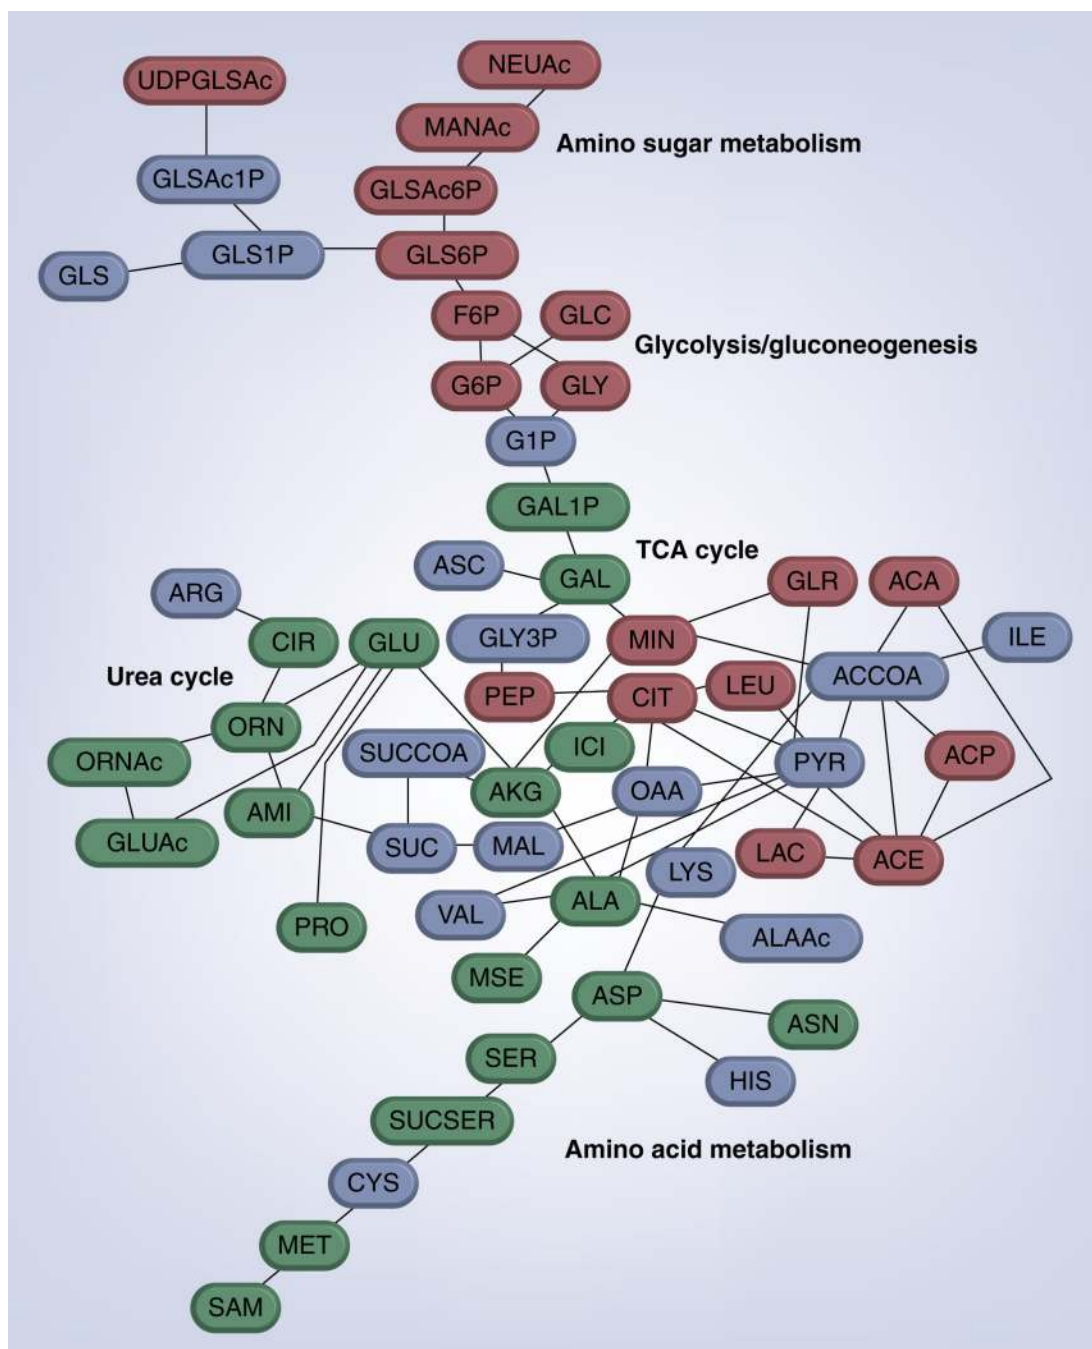 NEUAc
UDPGLSAc
MANAc
Amino sugar metabolism
GLSAc1P
GLSAc6P
GLS1P
GLS6P
GLS
F6P
GLC
Glycolysis/gluconeogenesis
G6P
GLY
G1P
GAL1P
TCA cycle
ASC
GAL
GLR
ACA
ARG
CIR
GLU
GLY3P
MIN
ILE
Urea cycle
ACCOA
PEP
CIT
LEU
ORN
ORNAc
SUCCOA
ICI
PYR
ACP
AKG
OAA
AMI
GLUAc
SUC
MAL
LAC
ACE
LYS
VAL
ALA
PRO
ALAAc
MSE
ASP
ASN
SER
HIS
SUCSER
Amino acid metabolism
CYS
MET
SAM